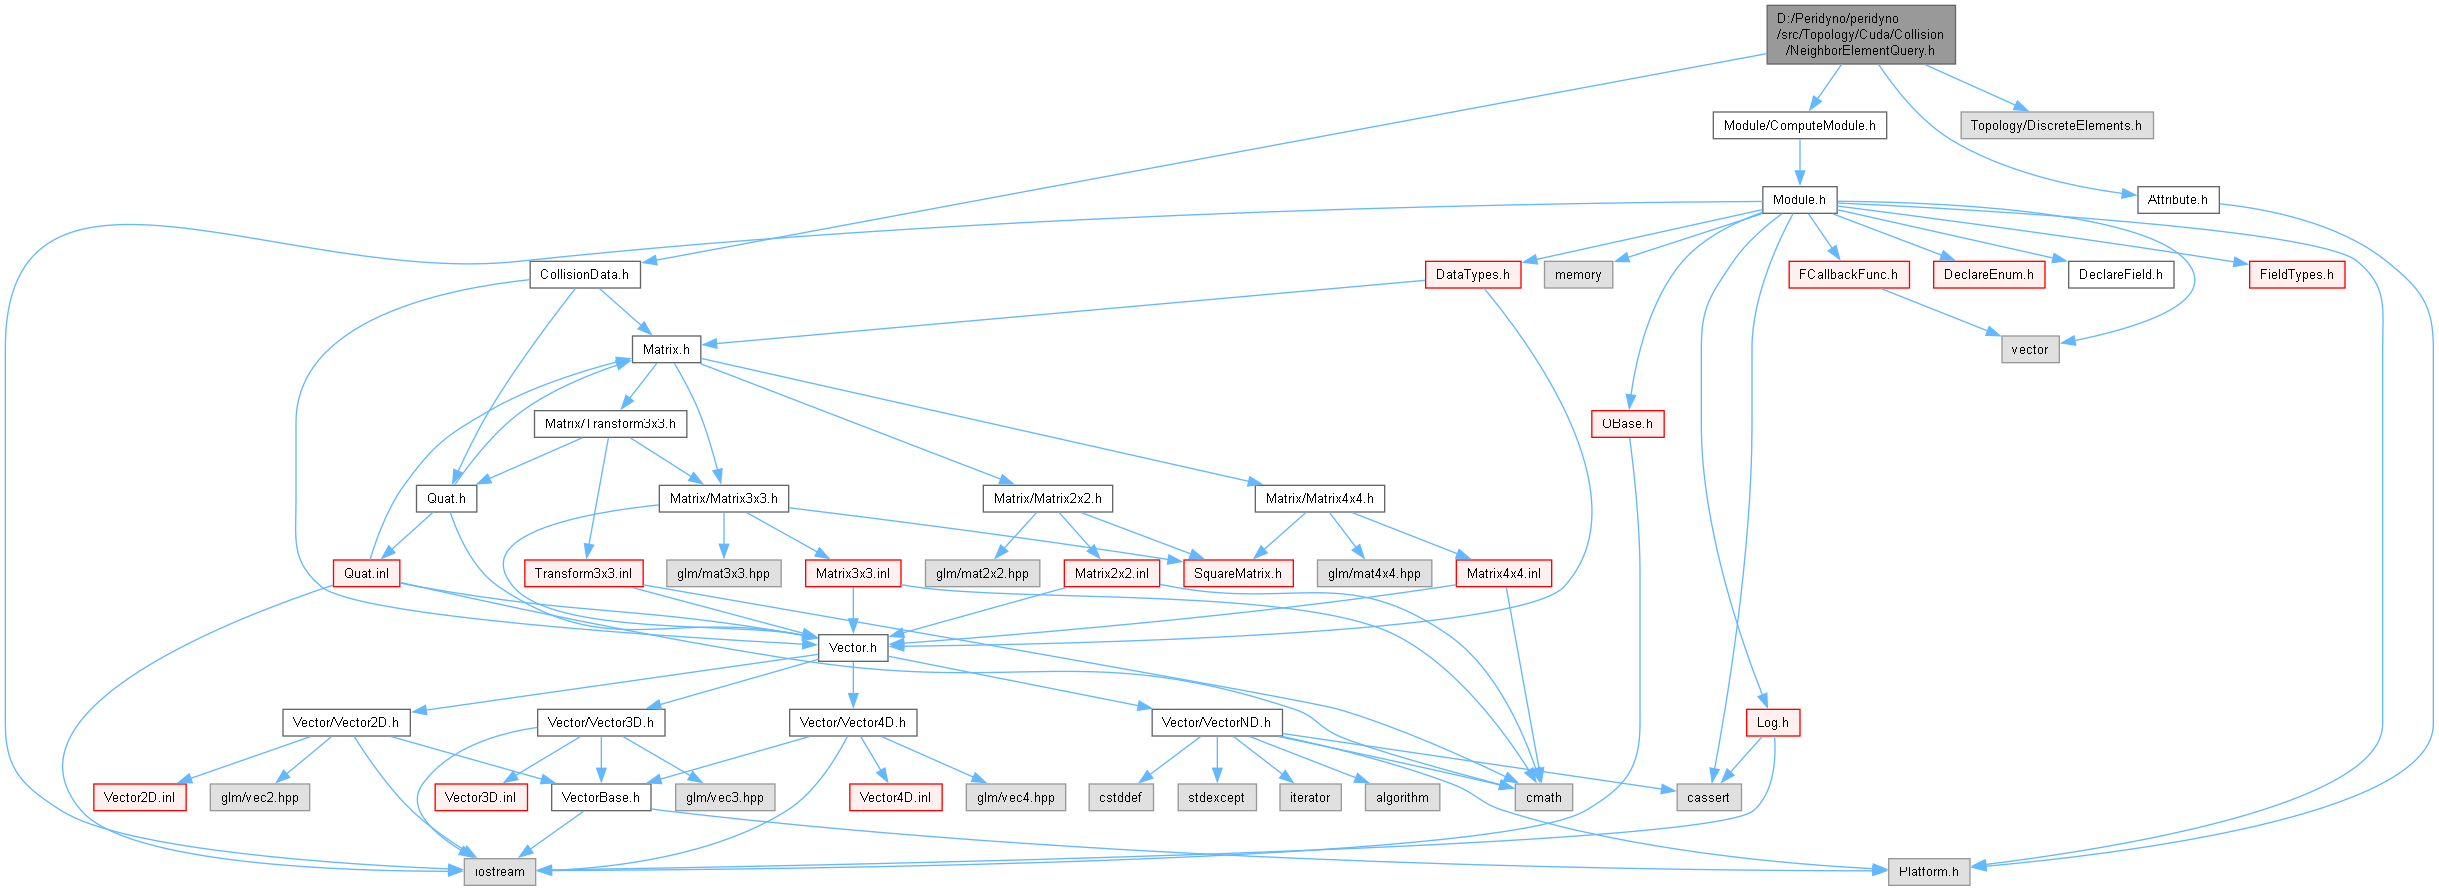 D:/Peridyno/peridyno
/src/Topology/Cuda/Collision
/NeighborElementQuery.h
Module/ComputeModule.h
Topology/DiscreteElements.h
Module.h
Attribute.h
CollisionData.h
DataTypes.h
memory
FCallbackFunc.h
DeclareEnum.h
DeclareField.h
FieldTypes.h
Matrix.h
vector
Matrix/Transform3x3.h
OBase.h
Quat.h
Matrix/Matrix3x3.h
Matrix/Matrix2x2.h
Matrix/Matrix4x4.h
Quat.inl
Transform3x3.inl
glm/mat3x3.hpp
Matrix3x3.inl
glm/mat2x2.hpp
Matrix2x2.inl
SquareMatrix.h
glm/mat4x4.hpp
Matrix4x4.inl
Vector.h
Vector/Vector2D.h
Vector/Vector3D.h
Vector/Vector4D.h
Vector/VectorND.h
Log.h
Vector2D.inl
glm/vec2.hpp
Vector3D.inl
VectorBase.h
glm/vec3.hpp
Vector4D.inl
glm/vec4.hpp
cstddef
stdexcept
iterator
algorithm
cmath
cassert
iostream
Platform.h